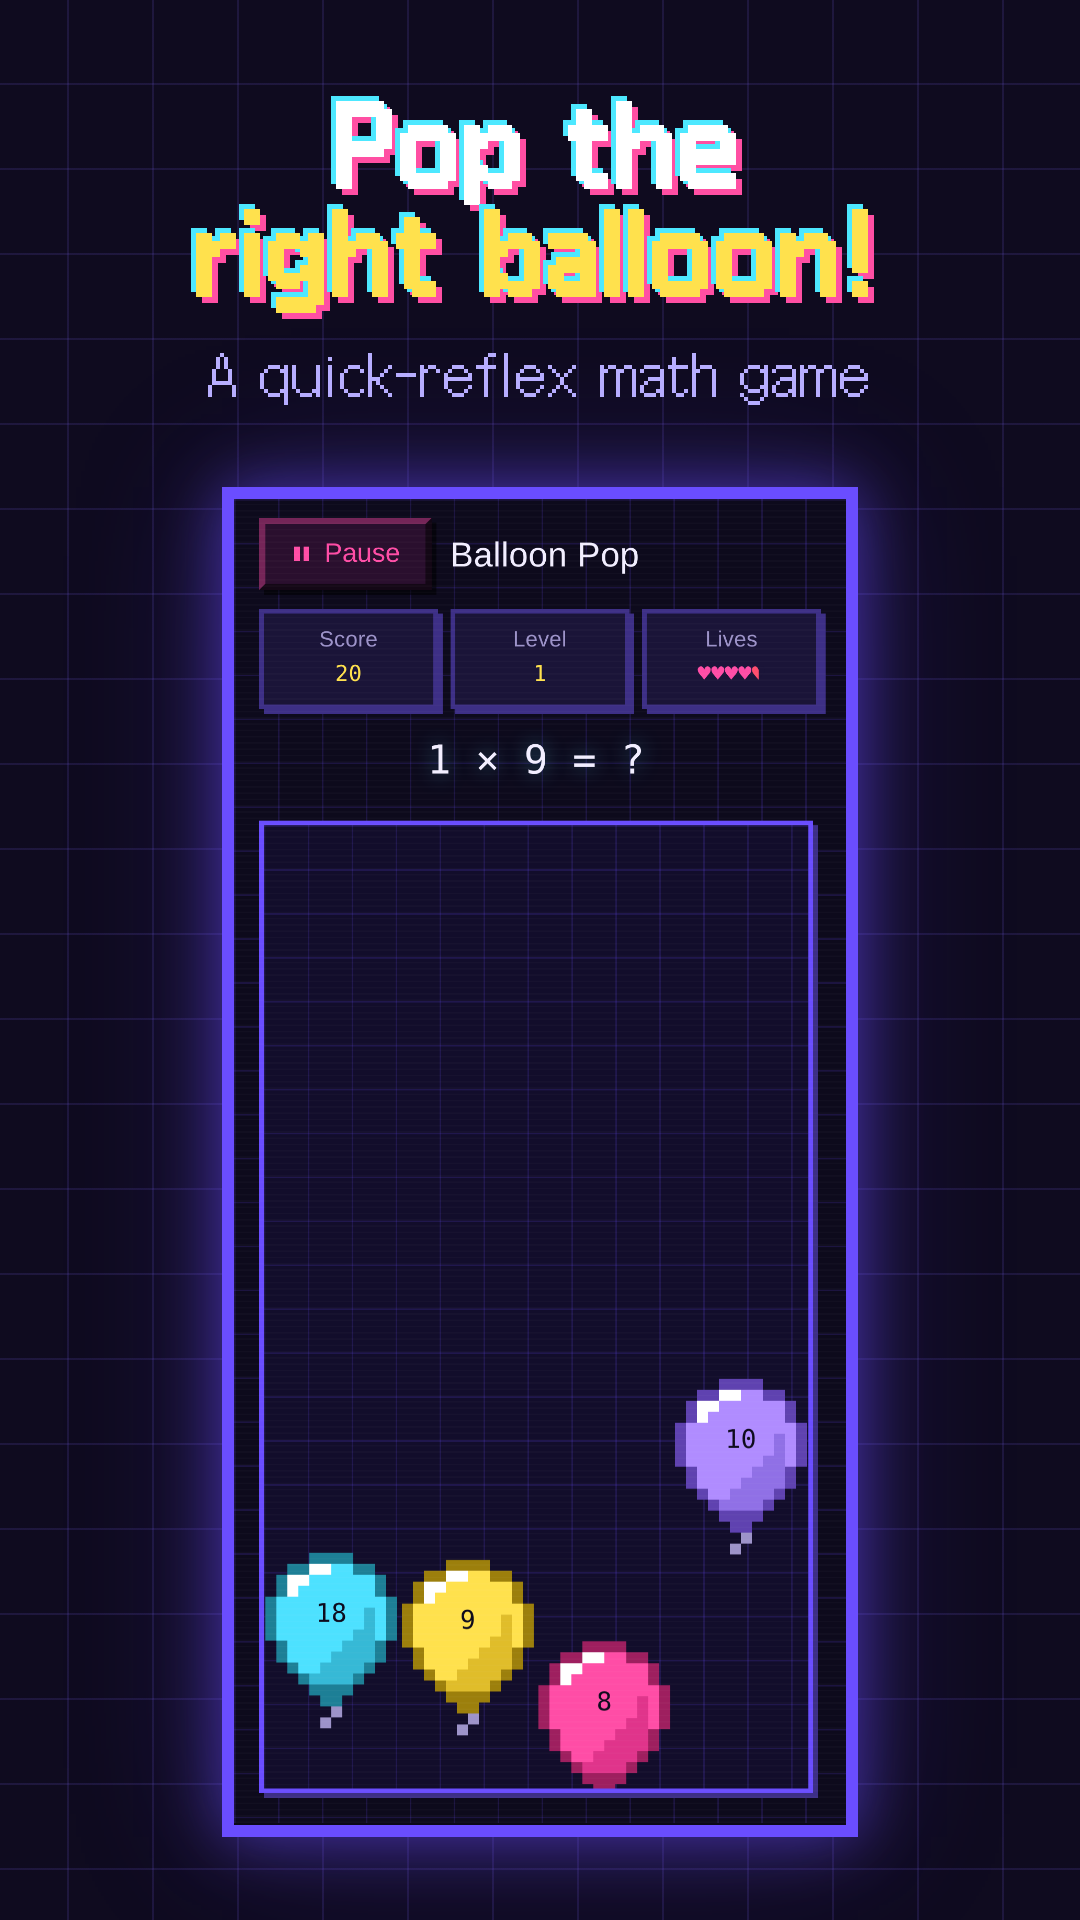 Pop the
right balloon!
A quick-reflex math game
Pause
Balloon Pop
Score
20
Level
1
Lives
♥♥♥♥♥
1 × 9 = ?
10
18
9
8